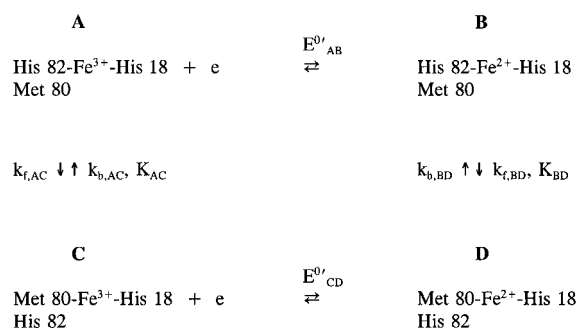 A B
E⁰′AB
His 82-Fe³⁺-His 18 + e ⇄ His 82-Fe²⁺-His 18
Met 80 Met 80
kf,AC ↓↑ kb,AC, KAC kb,BD ↑↓ kf,BD, KBD
C D
E⁰′CD
Met 80-Fe³⁺-His 18 + e ⇄ Met 80-Fe²⁺-His 18
His 82 His 82